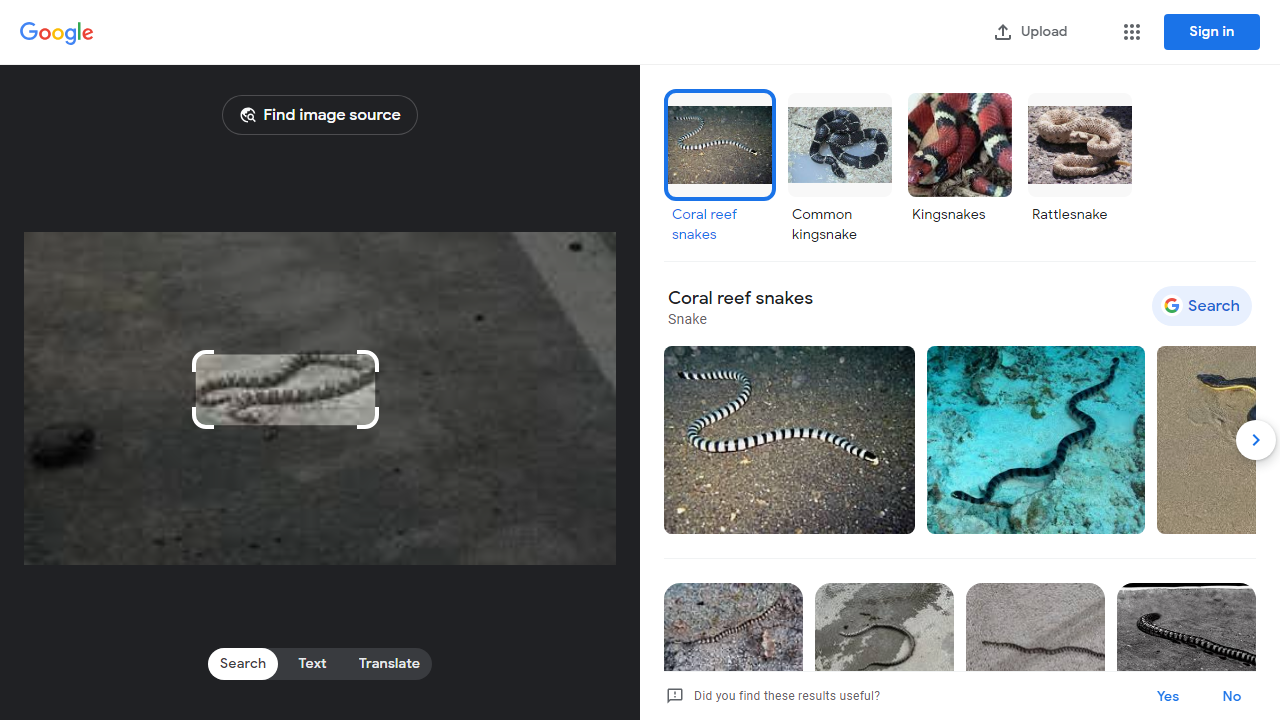 Google
Upload
Sign in
Find image source
Coral reef
snakes
Common
kingsnake
Kingsnakes
Rattlesnake
Coral reef snakes
Snake
Search
Search
Text
Translate
Did you find these results useful?
Yes
No